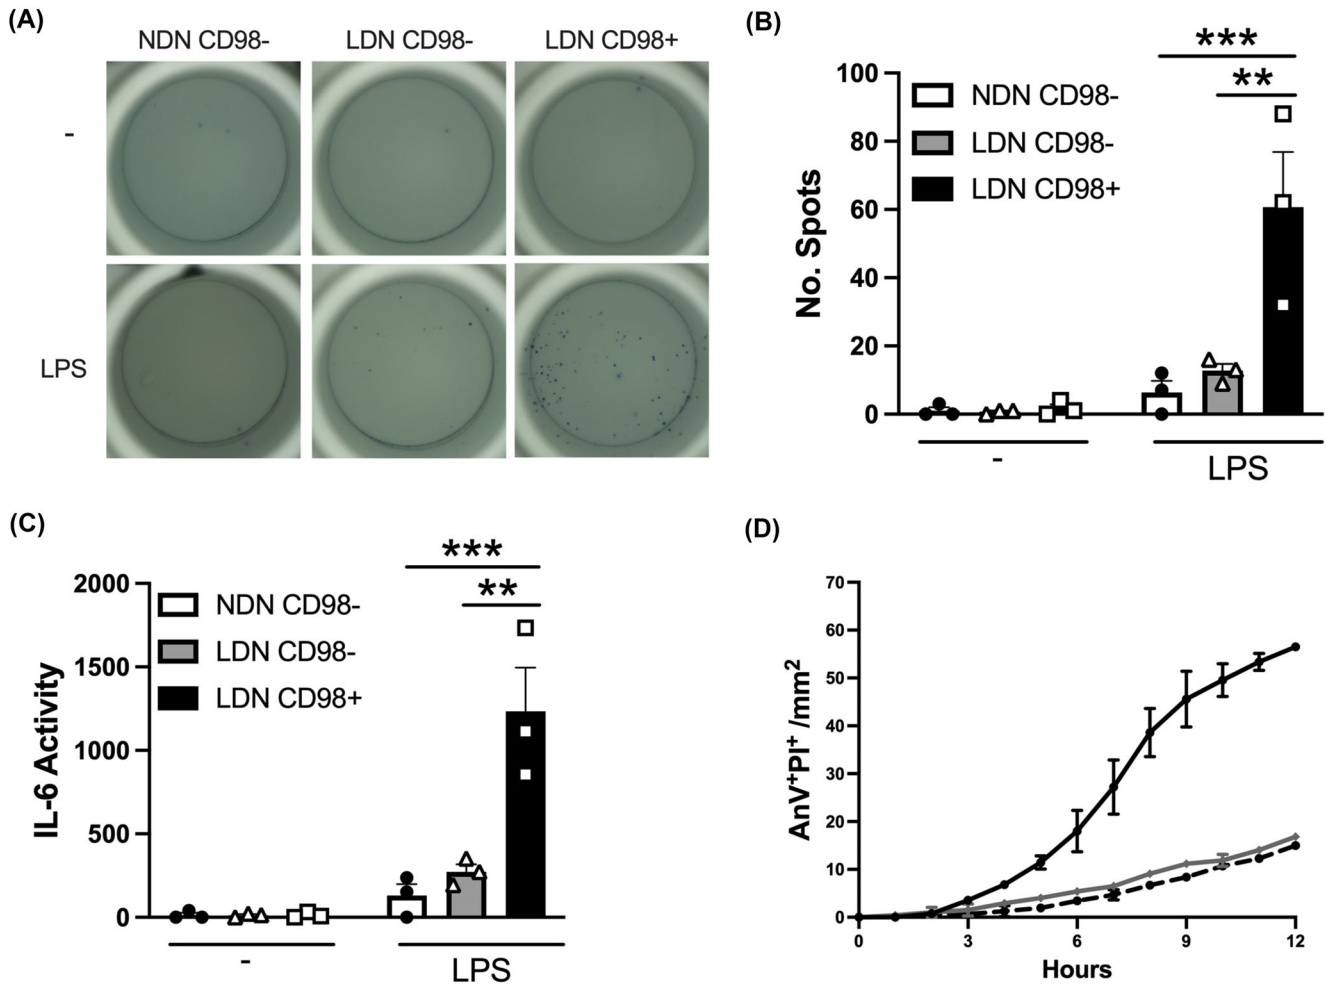 (A)
NDN CD98- LDN CD98- LDN CD98+
-
LPS
(B)
*** 
**
NDN CD98-
LDN CD98-
LDN CD98+
No. Spots
100
80
60
40
20
0
- LPS
(C)
***
**
NDN CD98-
LDN CD98-
LDN CD98+
IL-6 Activity
2000
1500
1000
500
0
- LPS
(D)
AnV⁺PI⁺ /mm²
70
60
50
40
30
20
10
0
0 3 6 9 12
Hours